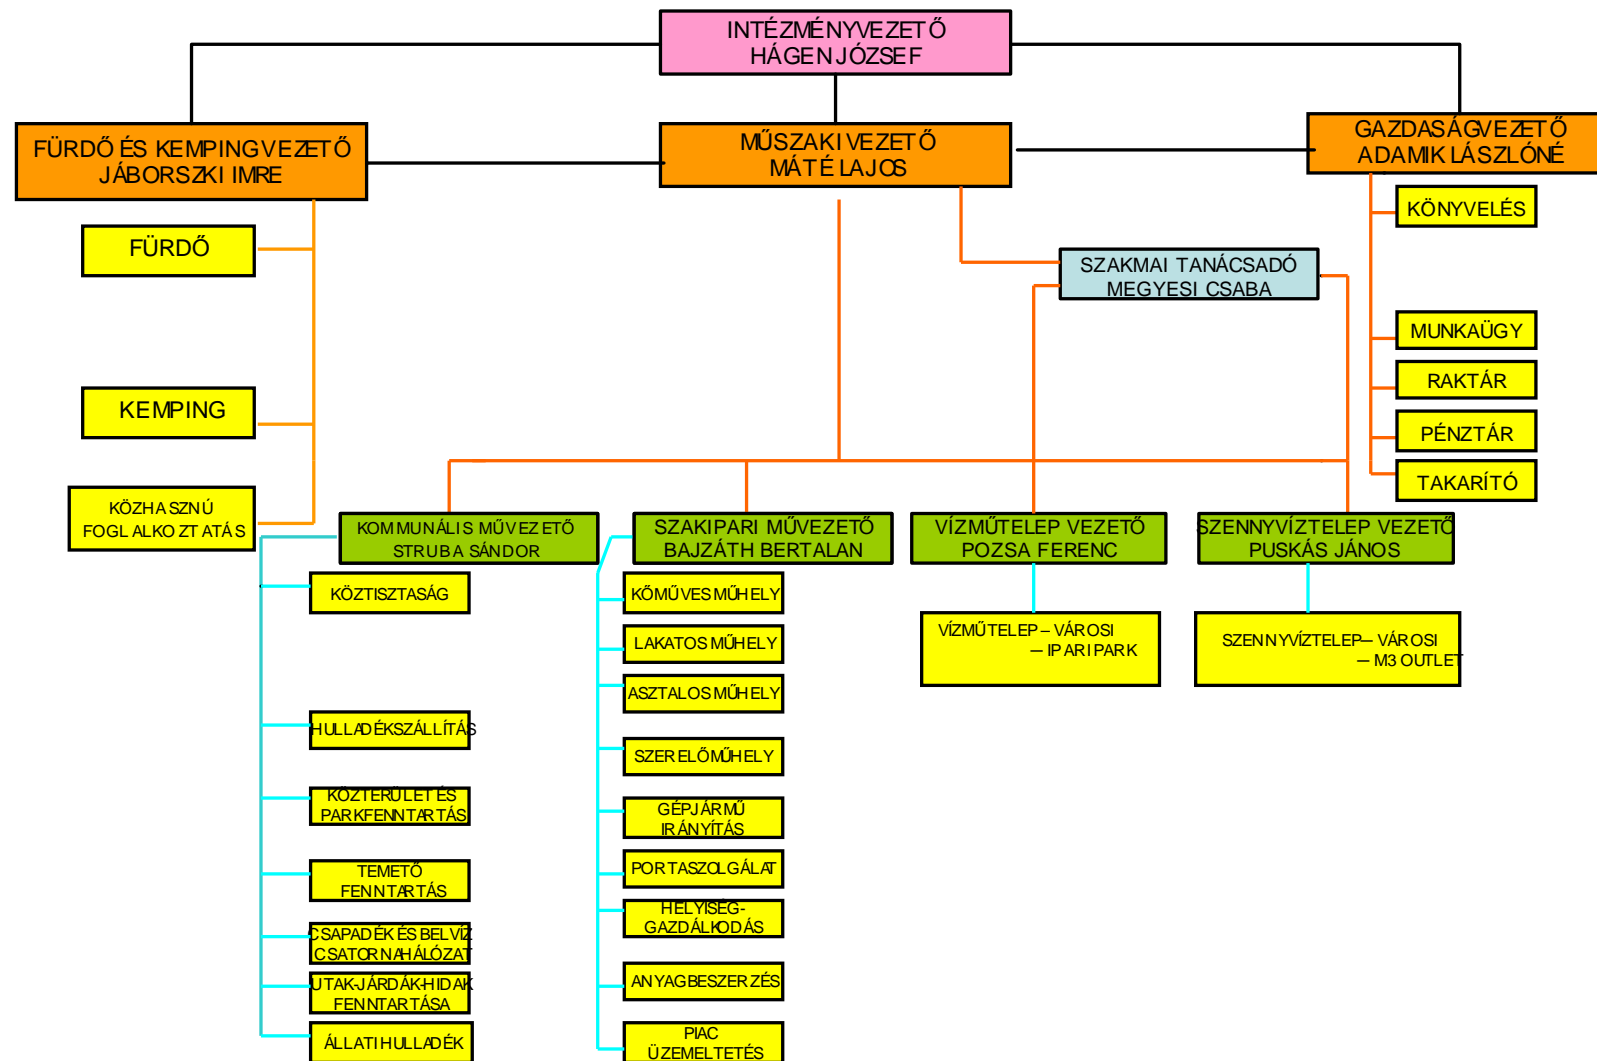 INTÉZMÉNYVEZETŐ
HÁGEN JÓZSEF
FÜRDŐ ÉS KEMPINGVEZETŐ
JÁBORSZKI IMRE
MŰSZAKI VEZETŐ
MÁTÉ LAJOS
GAZDASÁGVEZETŐ
ADAMIK LÁSZLÓNÉ
KÖNYVELÉS
FÜRDŐ
SZAKMAI TANÁCSADÓ
MEGYESI CSABA
MUNKAÜGY
RAKTÁR
KEMPING
PÉNZTÁR
TAKARÍTÓ
KÖZHASZNÚ
FOGLALKOZTATÁS
KOMMUNÁLIS MŰVEZETŐ
STRUBA SÁNDOR
SZAKIPARI MŰVEZETŐ
BAJZÁTH BERTALAN
VÍZMŰTELEP VEZETŐ
POZSA FERENC
SZENNYVÍZTELEP VEZETŐ
PUSKÁS JÁNOS
KÖZTISZTASÁG
HULLADÉKSZÁLLÍTÁS
KÖZTERÜLET ÉS
PARKFENNTARTÁS
TEMETŐ
FENNTARTÁS
CSAPADÉK ÉS BELVÍZ
CSATORNAHÁLÓZAT
UTAK-JÁRDÁK-HIDAK
FENNTARTÁSA
ÁLLATI HULLADÉK
KŐMŰVES MŰHELY
LAKATOS MŰHELY
ASZTALOS MŰHELY
SZERELŐ MŰHELY
GÉPJÁRMŰ
IRÁNYÍTÁS
PORTASZOLGÁLAT
HELYISÉG-
GAZDÁLKODÁS
ANYAGBESZERZÉS
PIAC
ÜZEMELTETÉS
VÍZMŰTELEP – VÁROSI
– IPARI PARK
SZENNYVÍZTELEP – VÁROSI
– M3 OUTLET